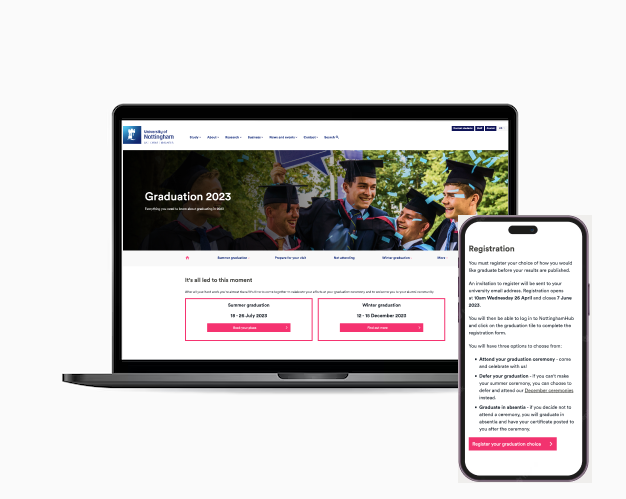 University of
Nottingham
UK | CHINA | MALAYSIA
Study
About
Research
Business
News and events
Contact
Search
Current students
Staff
Alumni
Graduation 2023
Everything you need to know about graduating in 2023
Summer graduation
Prepare for your visit
Not attending
Winter graduation
More
It's all led to this moment
Summer graduation
18 - 26 July 2023
Winter graduation
12 - 15 December 2023
Find out more
Registration
You must register your choice of how you would
like graduate before your results are published.
An invitation to register will be sent to your
university email address. Registration opens
at 10am Wednesday 26 April and closes 7 June
2023.
You will then be able to log in to NottinghamHub
and click on the graduation tile to complete the
registration form.
You will have three options to choose from:
• Attend your graduation ceremony - come
and celebrate with us!
• Defer your graduation - if you can't make
your summer ceremony, you can choose to
defer and attend our December ceremonies
instead.
• Graduate in absentia - if you decide not to
attend a ceremony, you will graduate in
absentia and have your certificate posted to
you after the ceremony.
Register your graduation choice